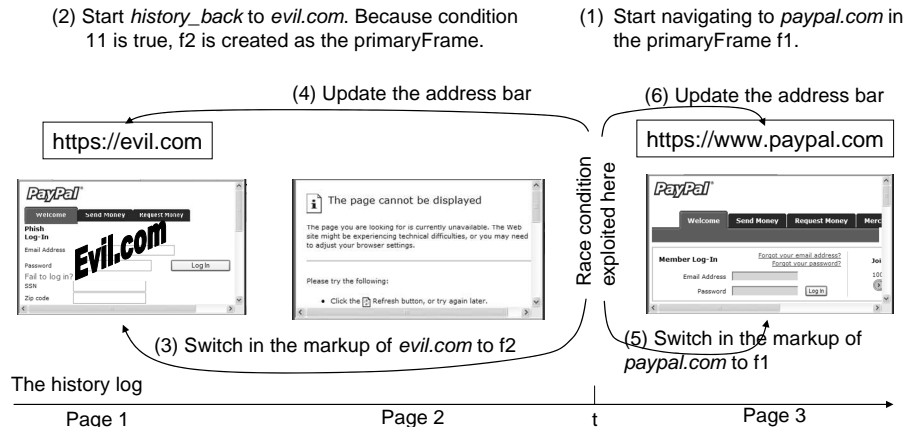 (2) Start history_back to evil.com. Because condition
11 is true, f2 is created as the primaryFrame.
(1) Start navigating to paypal.com in
the primaryFrame f1.
(4) Update the address bar
(6) Update the address bar
https://evil.com
https://www.paypal.com
Race condition
exploited here
PayPal
Welcome Send Money Request Money
Phish
Log-In
Email Address
Password
Log In
Fail to log in?
SSN
Zip code
Evil.com
The page cannot be displayed
The page you are looking for is currently unavailable. The Web
site might be experiencing technical difficulties, or you may need
to adjust your browser settings.
Please try the following:
• Click the Refresh button, or try again later.
PayPal
Welcome Send Money Request Money Merc
Member Log-In
Forgot your email address?
Forgot your password?
Email Address
Password
Log In
Joi
100
(3) Switch in the markup of evil.com to f2
(5) Switch in the markup of
paypal.com to f1
The history log
Page 1
Page 2
t
Page 3